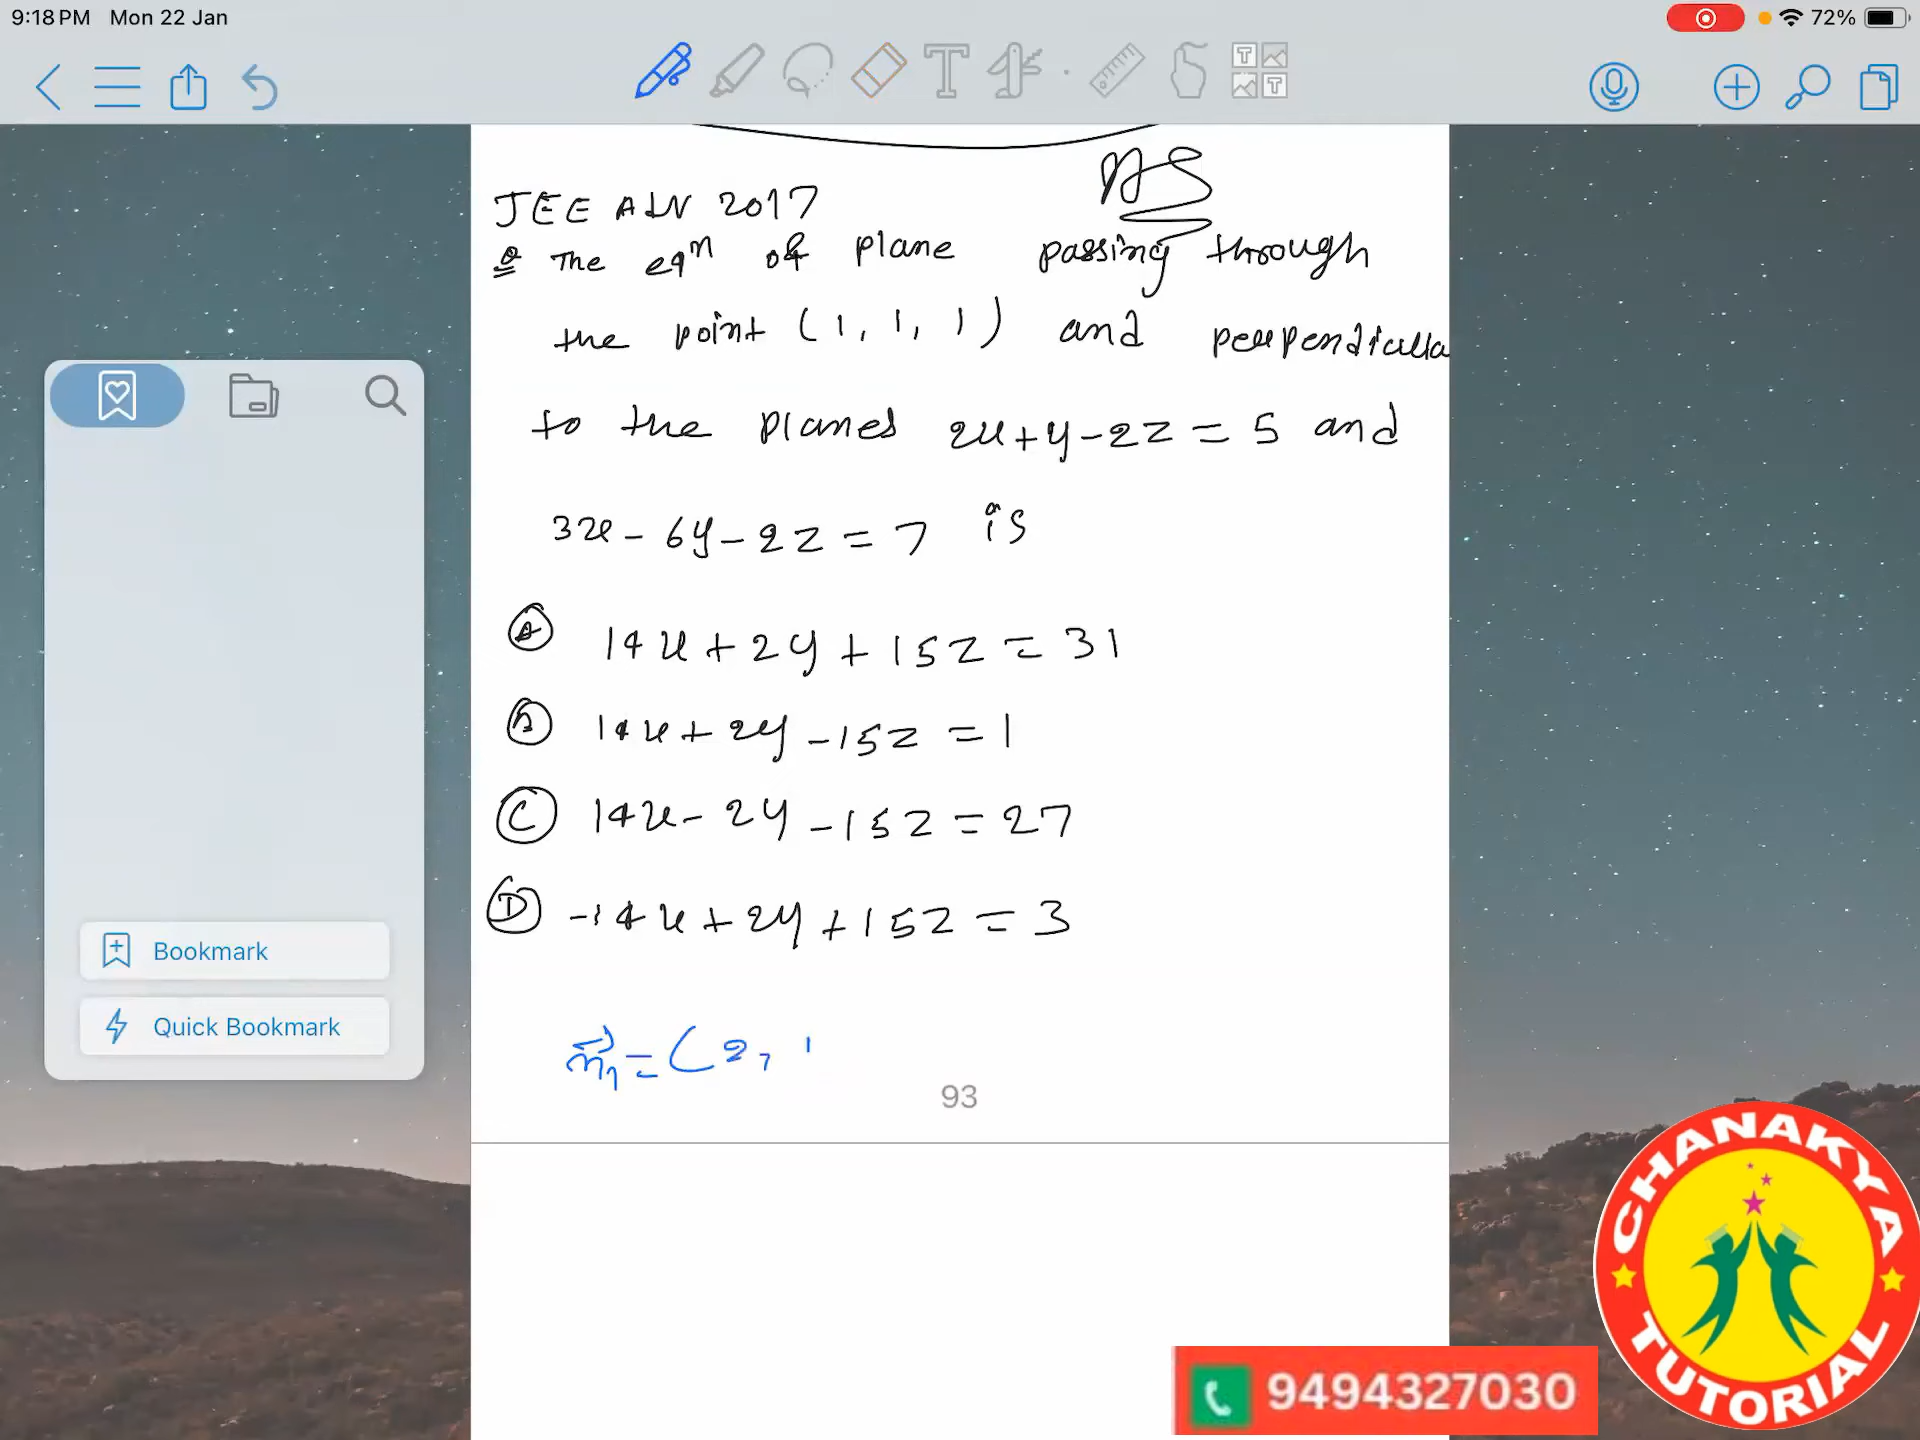 9:18 PM Mon 22 Jan
72%
JEE ADV 2017
Q The eqn of plane passing through
the point (1, 1, 1) and perpendicula
to the planes 2x+y-2z=5 and
3x-6y-2z=7 is
A 14x+2y+15z=31
B 14x+2y-15z=1
C 14x-2y-15z=27
D -14x+2y+15z=3
n⃗1=(2, 1
93
Bookmark
Quick Bookmark
CHANAKYA
TUTORIAL
9494327030